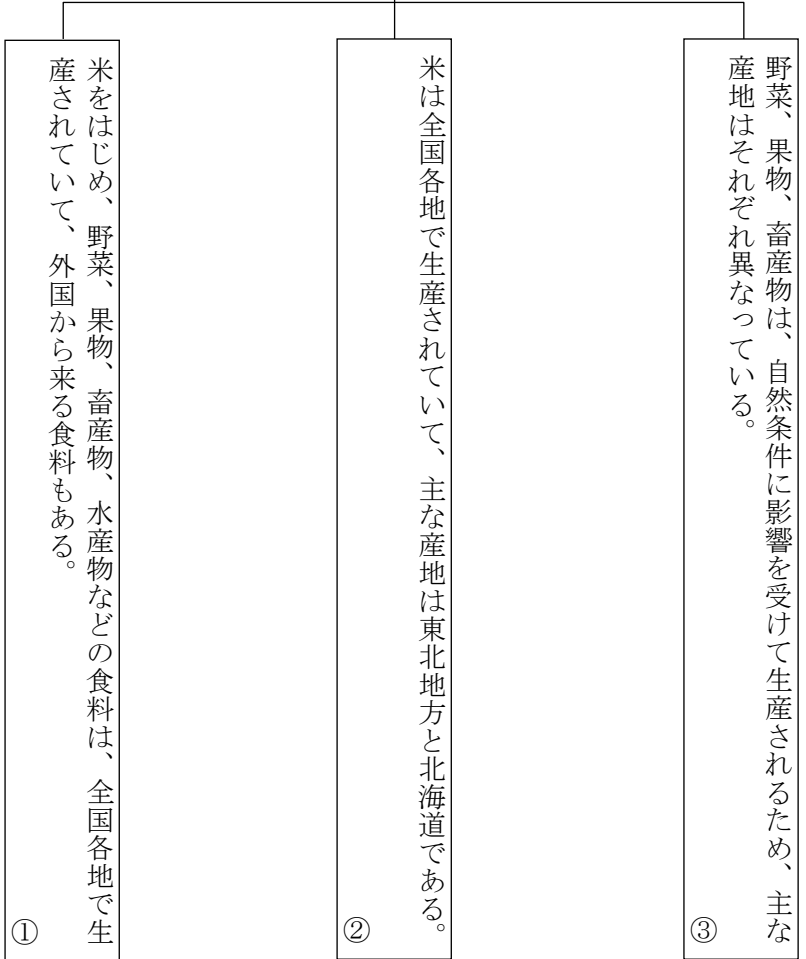 野菜、果物、畜産物は、自然条件に影響を受けて生産されるため、主な
産地はそれぞれ異なっている。
③
米は全国各地で生産されていて、主な産地は東北地方と北海道である。
②
米をはじめ、野菜、果物、畜産物、水産物などの食料は、全国各地で生
産されていて、外国から来る食料もある。
①